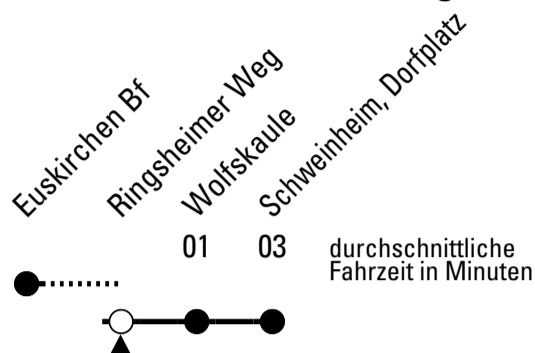 Euskirchen Bf
Ringsheimer Weg
Wolfskaule
Schweinheim, Dorfplatz
01 03 durchschnittliche
Fahrzeit in Minuten